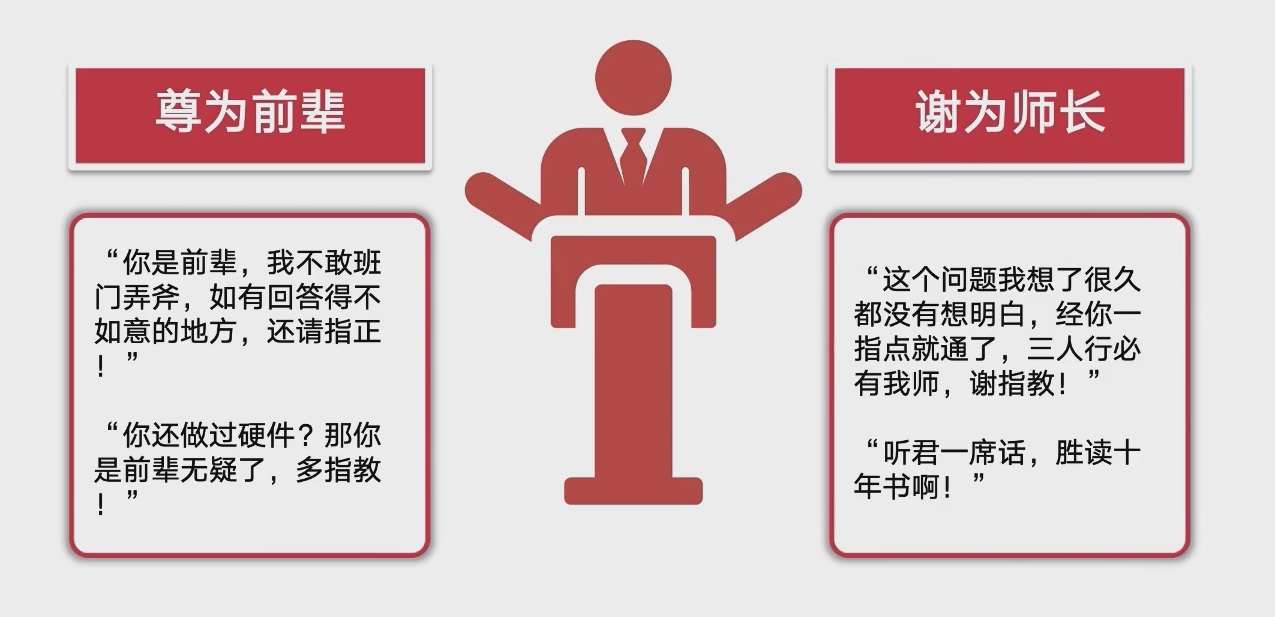 尊为前辈
“你是前辈，我不敢班
门弄斧，如有回答得不
如意的地方，还请指正
！”
“你还做过硬件？那你
是前辈无疑了，多指教
！”
谢为师长
“这个问题我想了很久
都没有想明白，经你一
指点就通了，三人行必
有我师，谢指教！”
“听君一席话，胜读十
年书啊！”